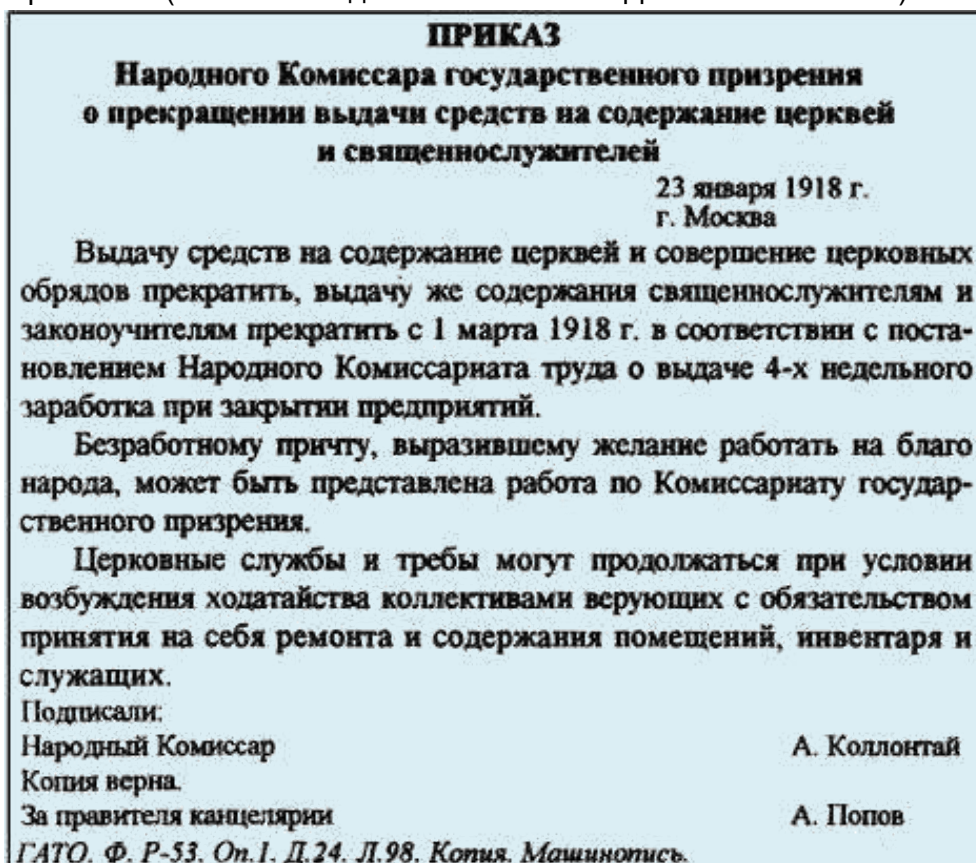 ПРИКАЗ
Народного Комиссара государственного призрения
о прекращении выдачи средств на содержание церквей
и священнослужителей
23 января 1918 г.
г. Москва
Выдачу средств на содержание церквей и совершение церковных
обрядов прекратить, выдачу же содержания священнослужителям и
законоучителям прекратить с 1 марта 1918 г. в соответствии с поста-
новлением Народного Комиссариата труда о выдаче 4-х недельного
заработка при закрытии предприятий.
Безработному причту, выразившему желание работать на благо
народа, может быть представлена работа по Комиссариату государ-
ственного призрения.
Церковные службы и требы могут продолжаться при условии
возбуждения ходатайства коллективами верующих с обязательством
принятия на себя ремонта и содержания помещений, инвентаря и
служащих.
Подписали:
Народный Комиссар А. Коллонтай
Копия верна.
За правителя канцелярии А. Попов
ГАТО. Ф. Р-53. Оп.1. Д.24. Л.98. Копия. Машинопись.